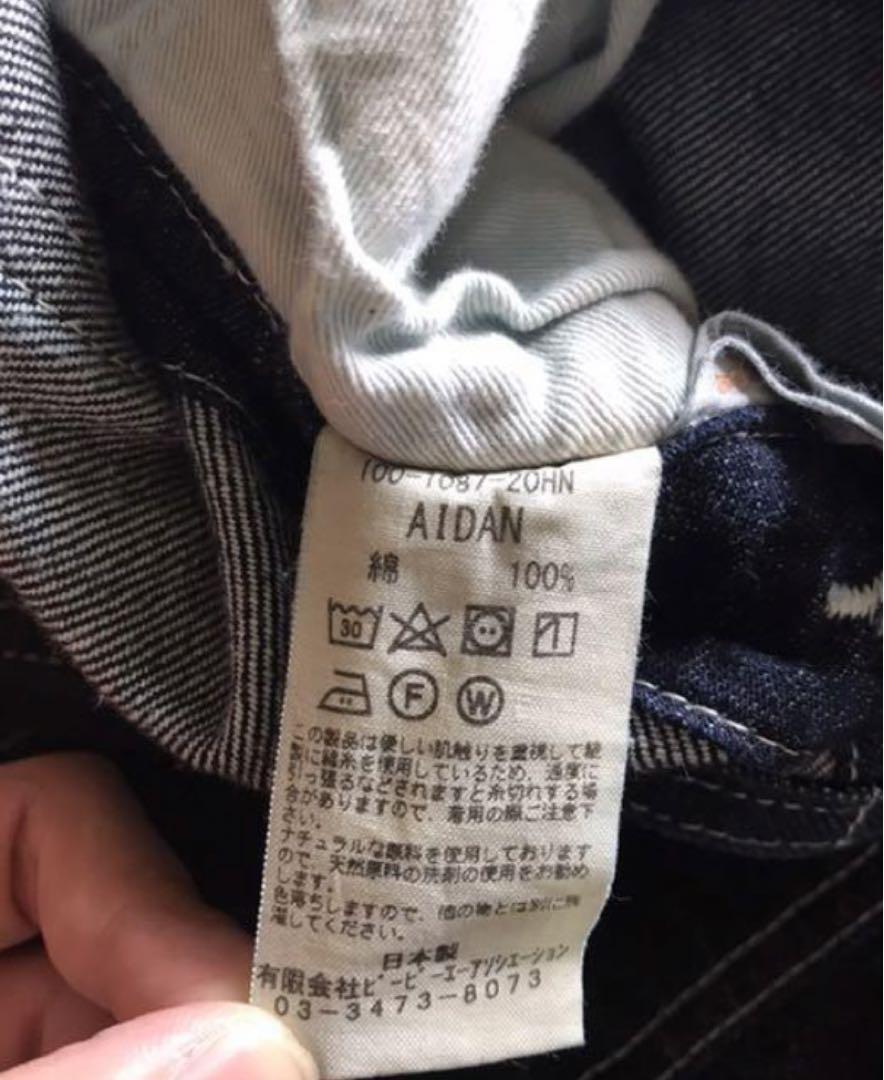 100-1087-20HN
AIDAN
綿 100%
30
F
W
この製品は優しい肌触りを重視して縫
製に綿糸を使用しているため、過度に
引っ張るなどされますと糸切れする場
合がありますので、着用の際ご注意下
さい。
ナチュラルな顔料を使用しております
ので、天然原料の洗剤の使用をお勧め
します。
色落ちしますので、他の物とは別に洗
濯してください。
日本製
有限会社ビーピーエーアソシエーション
03-3473-8073